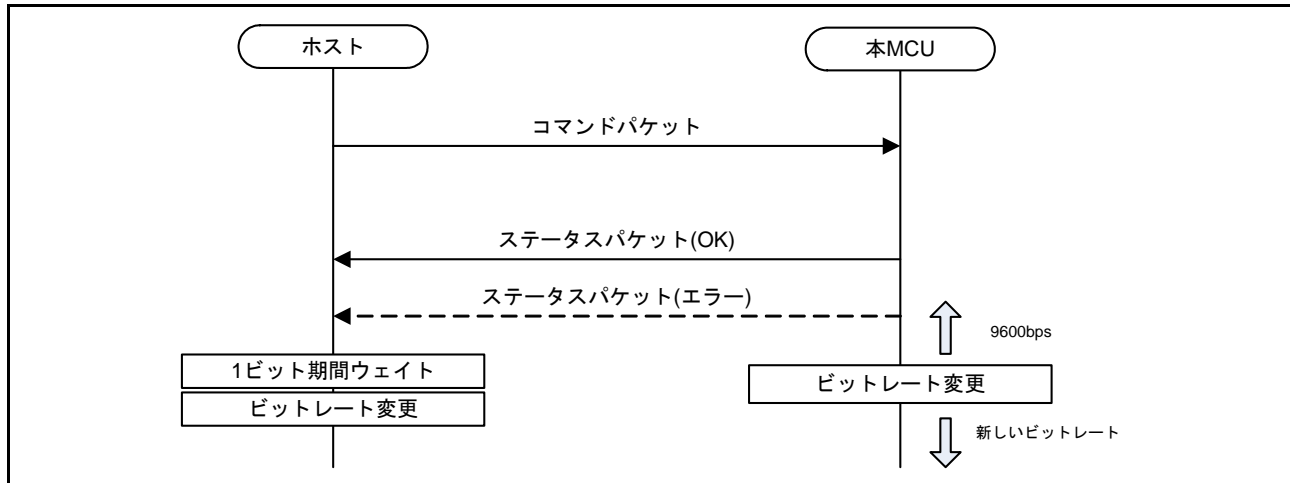 ホスト
本MCU
コマンドパケット
ステータスパケット(OK)
ステータスパケット(エラー)
9600bps
1ビット期間ウェイト
ビットレート変更
ビットレート変更
新しいビットレート